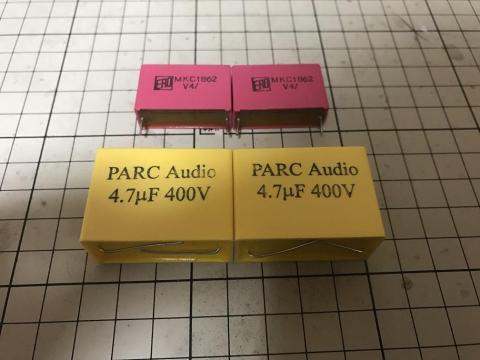 ERO MKC1862
V4/
ERO MKC1862
V4/
PARC Audio
4.7µF 400V
PARC Audio
4.7µF 400V